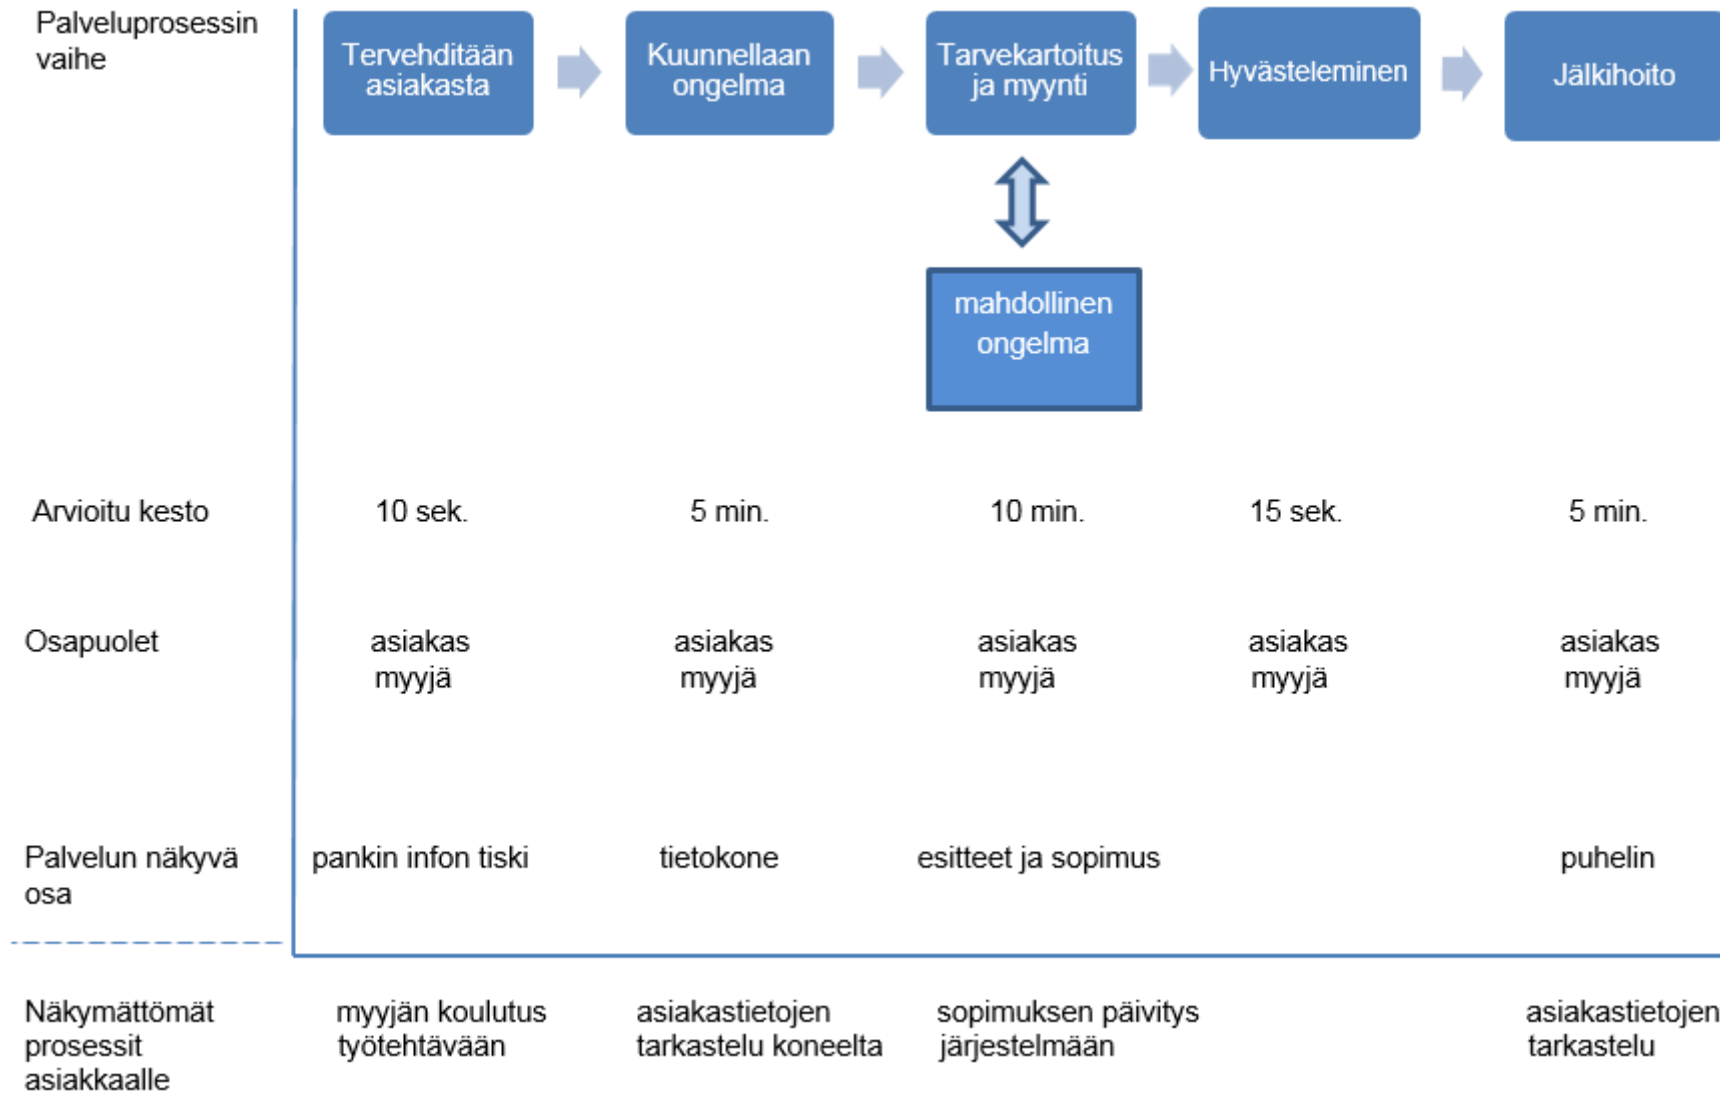 Palveluprosessin
vaihe
Tervehditään
asiakasta
Kuunnellaan
ongelma
Tarvekartoitus
ja myynti
Hyvästeleminen
Jälkihoito
mahdollinen
ongelma
Arvioitu kesto
10 sek.
5 min.
10 min.
15 sek.
5 min.
Osapuolet
asiakas
myyjä
asiakas
myyjä
asiakas
myyjä
asiakas
myyjä
asiakas
myyjä
Palvelun näkyvä
osa
pankin infon tiski
tietokone
esitteet ja sopimus
puhelin
Näkymättömät
prosessit
asiakkaalle
myyjän koulutus
työtehtävään
asiakastietojen
tarkastelu koneelta
sopimuksen päivitys
järjestelmään
asiakastietojen
tarkastelu